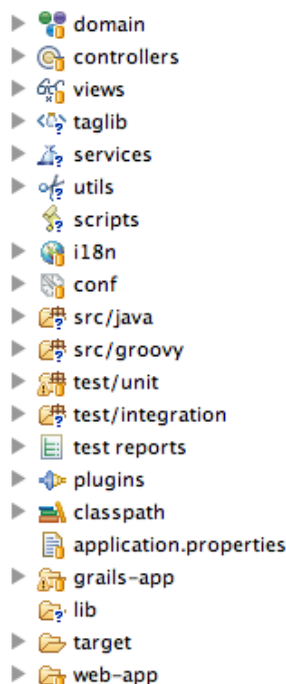 domain
controllers
views
taglib
services
utils
scripts
i18n
conf
src/java
src/groovy
test/unit
test/integration
test reports
plugins
classpath
application.properties
grails-app
lib
target
web-app